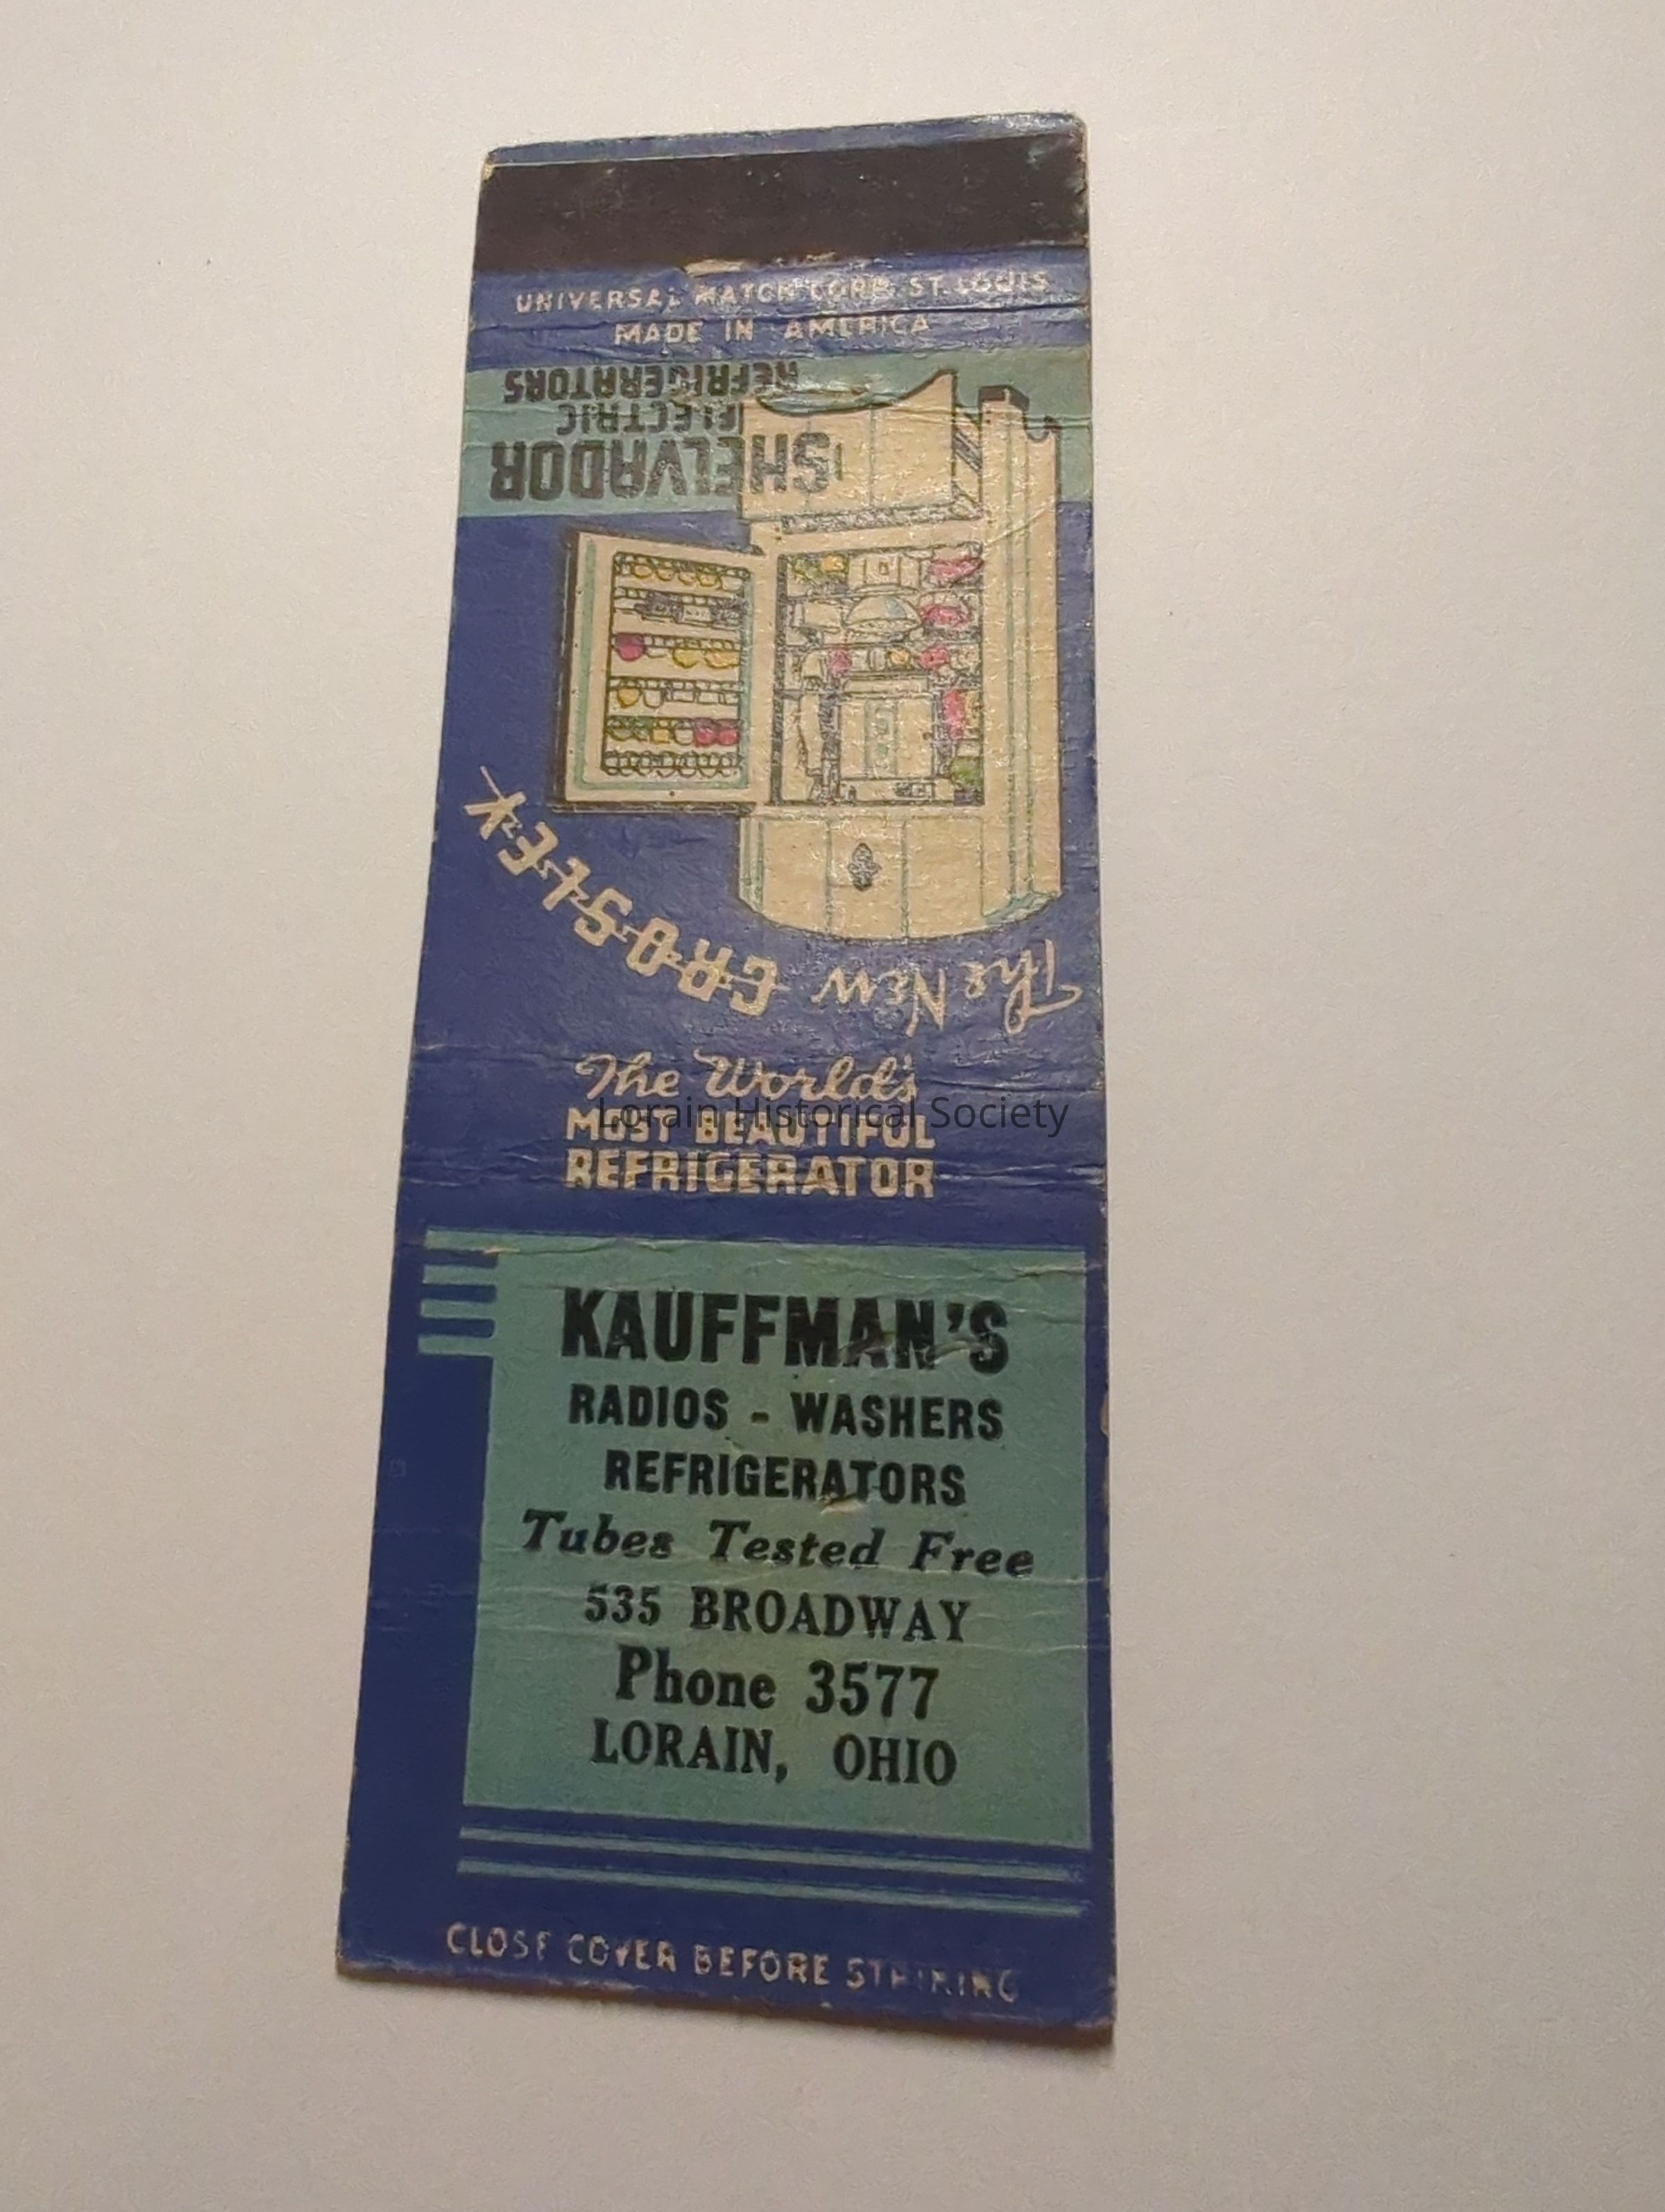 UNIVERSAL MATCH CORP. ST. LOUIS
MADE IN AMERICA
The New CROSLEY
SHELVADOR
ELECTRIC
REFRIGERATORS
The World's
MOST BEAUTIFUL
REFRIGERATOR
Lorain Historical Society
KAUFFMAN'S
RADIOS - WASHERS
REFRIGERATORS
Tubes Tested Free
535 BROADWAY
Phone 3577
LORAIN, OHIO
CLOSE COVER BEFORE STRIKING